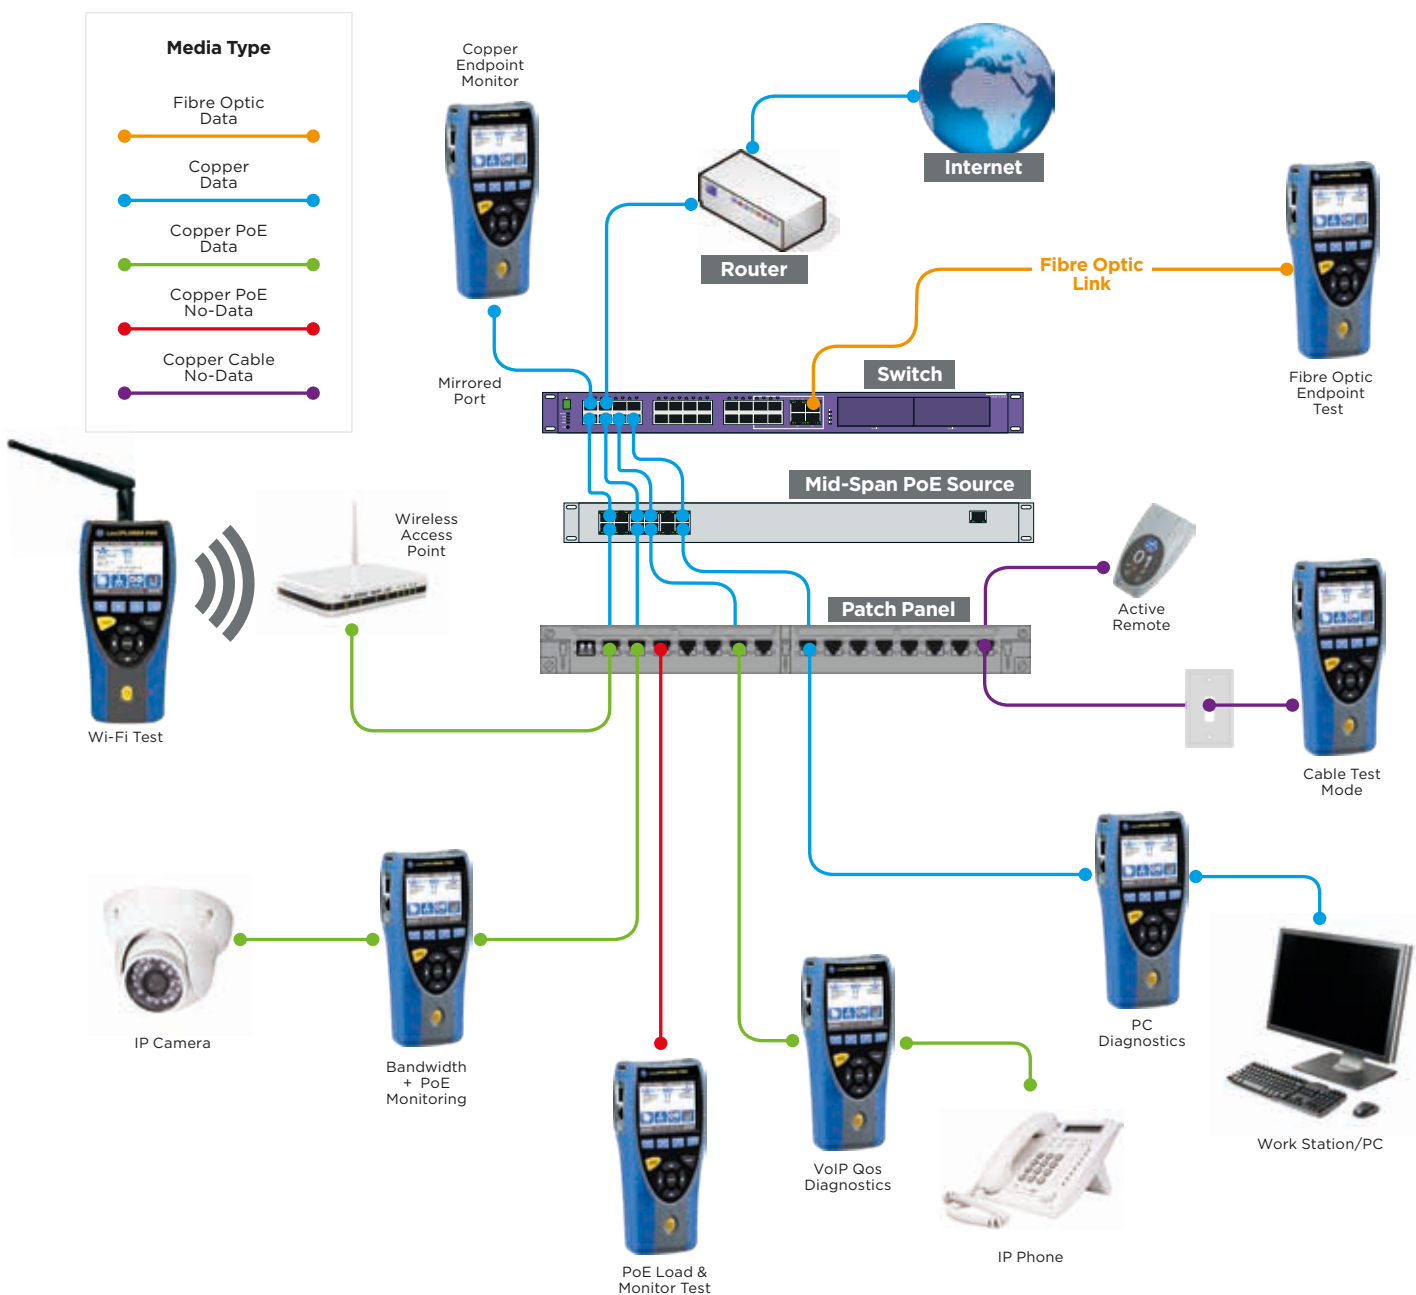 Media Type
Fibre Optic
Data
Copper
Data
Copper PoE
Data
Copper PoE
No-Data
Copper Cable
No-Data
Copper
Endpoint
Monitor
Internet
Router
Fibre Optic
Link
Fibre Optic
Endpoint
Test
Mirrored
Port
Switch
Mid-Span PoE Source
Wireless
Access
Point
Wi-Fi Test
Patch Panel
Active
Remote
Cable Test
Mode
IP Camera
Bandwidth
+ PoE
Monitoring
PoE Load &
Monitor Test
VoIP Qos
Diagnostics
IP Phone
PC
Diagnostics
Work Station/PC